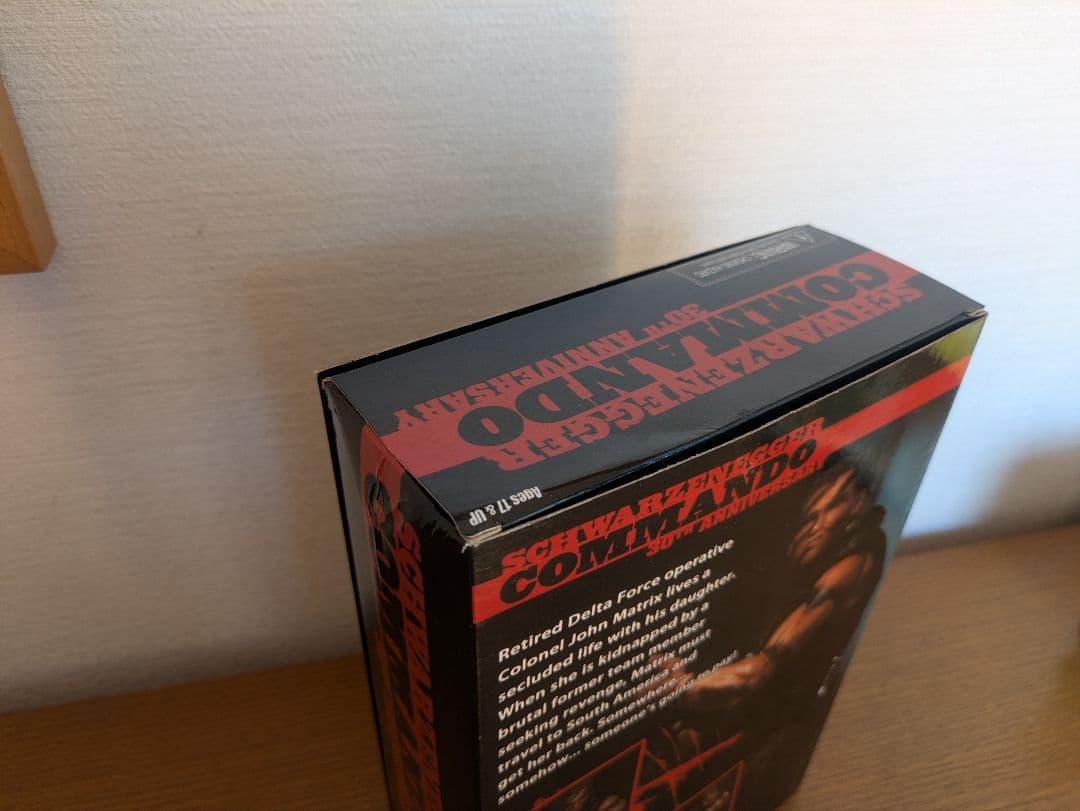 WARNING
SCHWARZENEGGER
COMMANDO
30TH ANNIVERSARY
Ages 17 & UP
SCHWARZENEGGER
COMMANDO
30TH ANNIVERSARY
Retired Delta Force operative
Colonel John Matrix lives a
secluded life with his daughter.
When she is kidnapped by a
brutal former team member
seeking revenge, Matrix must
travel to South America and
get her back. Somewhere...
somehow... someone's going to pay!